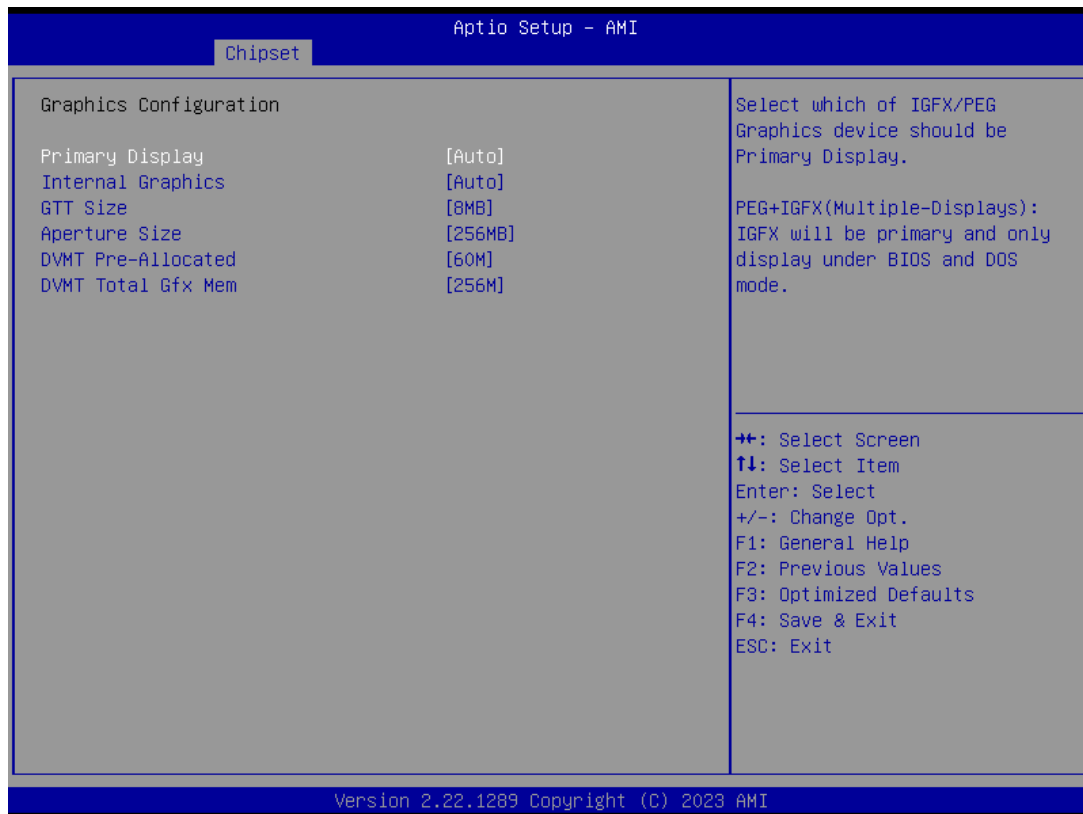 Aptio Setup – AMI
Chipset
Graphics Configuration
Primary Display [Auto]
Internal Graphics [Auto]
GTT Size [8MB]
Aperture Size [256MB]
DVMT Pre-Allocated [60M]
DVMT Total Gfx Mem [256M]
Select which of IGFX/PEG
Graphics device should be
Primary Display.
PEG+IGFX(Multiple-Displays):
IGFX will be primary and only
display under BIOS and DOS
mode.
→←: Select Screen
↑↓: Select Item
Enter: Select
+/-: Change Opt.
F1: General Help
F2: Previous Values
F3: Optimized Defaults
F4: Save & Exit
ESC: Exit
Version 2.22.1289 Copyright (C) 2023 AMI